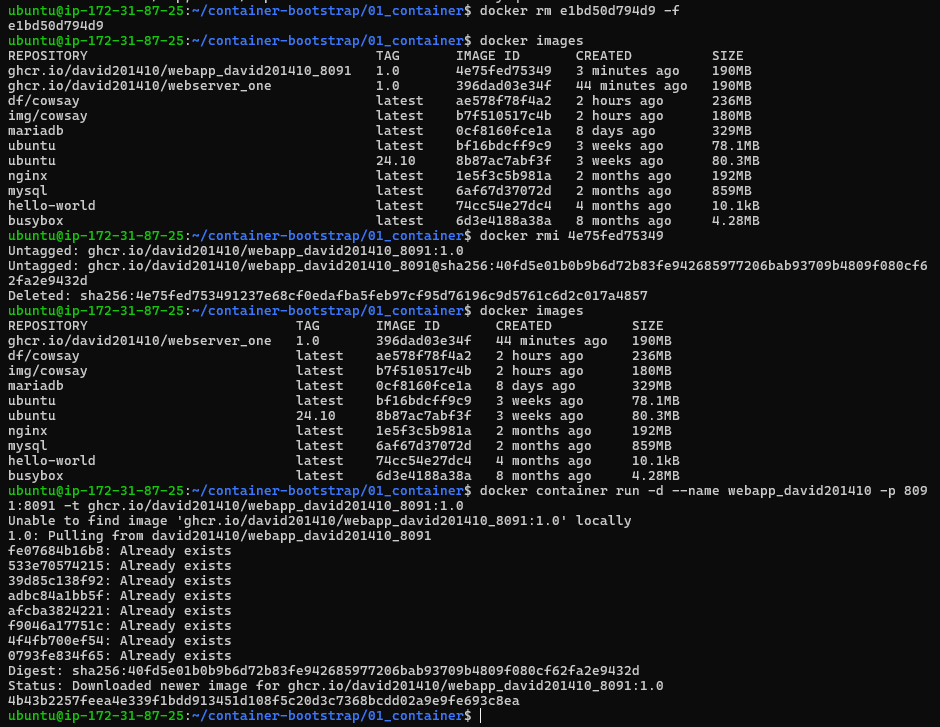 ubuntu@ip-172-31-87-25:~/container-bootstrap/01_container$ docker rm e1bd50d794d9 -f
e1bd50d794d9
ubuntu@ip-172-31-87-25:~/container-bootstrap/01_container$ docker images
REPOSITORY TAG IMAGE ID CREATED SIZE
ghcr.io/david201410/webapp_david201410_8091 1.0 4e75fed75349 3 minutes ago 190MB
ghcr.io/david201410/webserver_one 1.0 396dad03e34f 44 minutes ago 190MB
df/cowsay latest ae578f78f4a2 2 hours ago 236MB
img/cowsay latest b7f510517c4b 2 hours ago 180MB
mariadb latest 0cf8160fce1a 8 days ago 329MB
ubuntu latest bf16bdcff9c9 3 weeks ago 78.1MB
ubuntu 24.10 8b87ac7abf3f 3 weeks ago 80.3MB
nginx latest 1e5f3c5b981a 2 months ago 192MB
mysql latest 6af67d37072d 2 months ago 859MB
hello-world latest 74cc54e27dc4 4 months ago 10.1kB
busybox latest 6d3e4188a38a 8 months ago 4.28MB
ubuntu@ip-172-31-87-25:~/container-bootstrap/01_container$ docker rmi 4e75fed75349
Untagged: ghcr.io/david201410/webapp_david201410_8091:1.0
Untagged: ghcr.io/david201410/webapp_david201410_8091@sha256:40fd5e01b0b9b6d72b83fe942685977206bab93709b4809f080cf6
2fa2e9432d
Deleted: sha256:4e75fed753491237e68cf0edafba5feb97cf95d76196c9d5761c6d2c017a4857
ubuntu@ip-172-31-87-25:~/container-bootstrap/01_container$ docker images
REPOSITORY TAG IMAGE ID CREATED SIZE
ghcr.io/david201410/webserver_one 1.0 396dad03e34f 44 minutes ago 190MB
df/cowsay latest ae578f78f4a2 2 hours ago 236MB
img/cowsay latest b7f510517c4b 2 hours ago 180MB
mariadb latest 0cf8160fce1a 8 days ago 329MB
ubuntu latest bf16bdcff9c9 3 weeks ago 78.1MB
ubuntu 24.10 8b87ac7abf3f 3 weeks ago 80.3MB
nginx latest 1e5f3c5b981a 2 months ago 192MB
mysql latest 6af67d37072d 2 months ago 859MB
hello-world latest 74cc54e27dc4 4 months ago 10.1kB
busybox latest 6d3e4188a38a 8 months ago 4.28MB
ubuntu@ip-172-31-87-25:~/container-bootstrap/01_container$ docker container run -d --name webapp_david201410 -p 809
1:8091 -t ghcr.io/david201410/webapp_david201410_8091:1.0
Unable to find image 'ghcr.io/david201410/webapp_david201410_8091:1.0' locally
1.0: Pulling from david201410/webapp_david201410_8091
fe07684b16b8: Already exists
533e70574215: Already exists
39d85c138f92: Already exists
adbc84a1bb5f: Already exists
afcba3824221: Already exists
f9046a17751c: Already exists
4f4fb700ef54: Already exists
0793fe834f65: Already exists
Digest: sha256:40fd5e01b0b9b6d72b83fe942685977206bab93709b4809f080cf62fa2e9432d
Status: Downloaded newer image for ghcr.io/david201410/webapp_david201410_8091:1.0
4b43b2257feea4e339f1bdd913451d108f5c20d3c7368bcdd02a9e9fe693c8ea
ubuntu@ip-172-31-87-25:~/container-bootstrap/01_container$